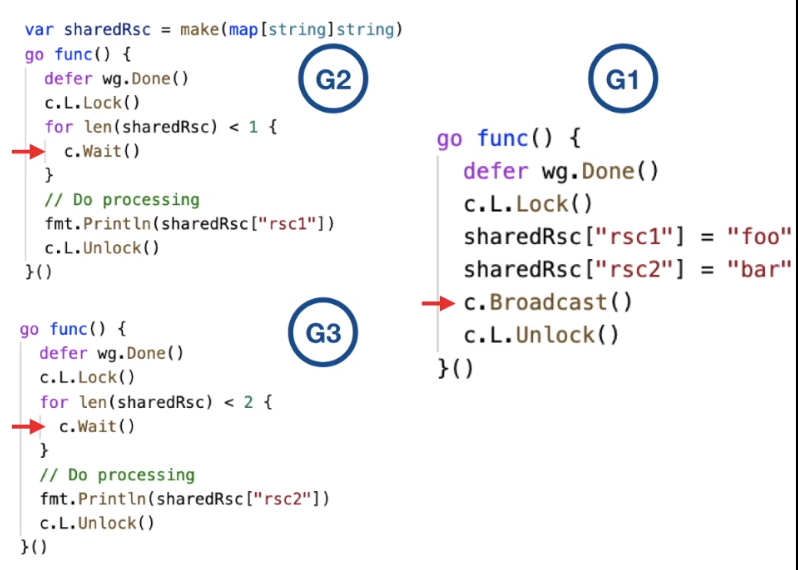 var sharedRsc = make(map[string]string)
go func() {
  defer wg.Done()
  c.L.Lock()
  for len(sharedRsc) < 1 {
    c.Wait()
  }
  // Do processing
  fmt.Println(sharedRsc["rsc1"])
  c.L.Unlock()
}()
G2
G1
go func() {
  defer wg.Done()
  c.L.Lock()
  sharedRsc["rsc1"] = "foo"
  sharedRsc["rsc2"] = "bar"
  c.Broadcast()
  c.L.Unlock()
}()
go func() {
  defer wg.Done()
  c.L.Lock()
  for len(sharedRsc) < 2 {
    c.Wait()
  }
  // Do processing
  fmt.Println(sharedRsc["rsc2"])
  c.L.Unlock()
}()
G3